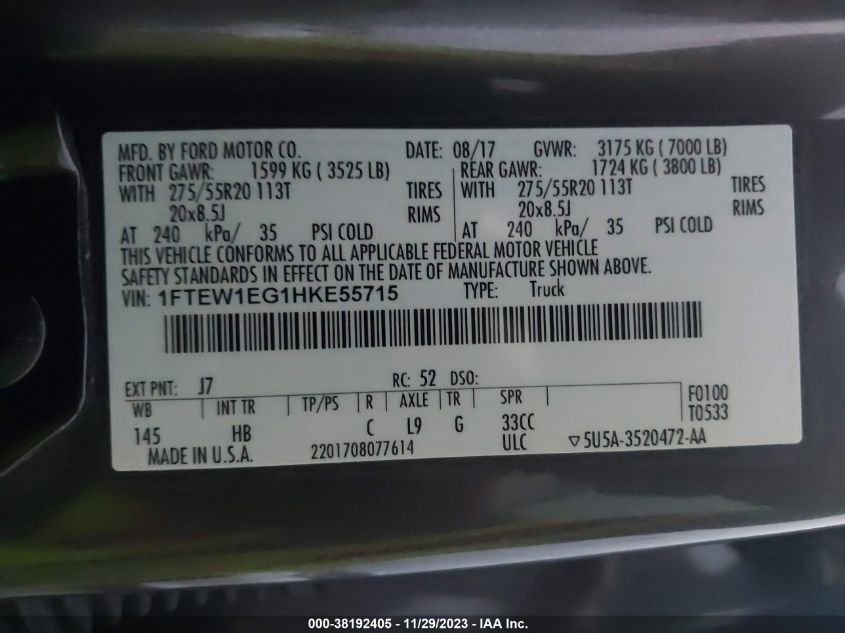 MFD. BY FORD MOTOR CO. DATE: 08/17 GVWR: 3175 KG ( 7000 LB)
FRONT GAWR: 1599 KG ( 3525 LB) REAR GAWR: 1724 KG ( 3800 LB)
WITH 275/55R20 113T TIRES WITH 275/55R20 113T TIRES
20x8.5J RIMS 20x8.5J RIMS
AT 240 kPa/ 35 PSI COLD AT 240 kPa/ 35 PSI COLD
THIS VEHICLE CONFORMS TO ALL APPLICABLE FEDERAL MOTOR VEHICLE
SAFETY STANDARDS IN EFFECT ON THE DATE OF MANUFACTURE SHOWN ABOVE.
VIN: 1FTEW1EG1HKE55715 TYPE: Truck
EXT PNT: J7 RC: 52 DSO:
WB INT TR TP/PS R AXLE TR SPR F0100
T0533
145 HB C L9 G 33CC
ULC ▽5U5A-3520472-AA
MADE IN U.S.A. 2201708077614
000-38192405 - 11/29/2023 - IAAI.com.